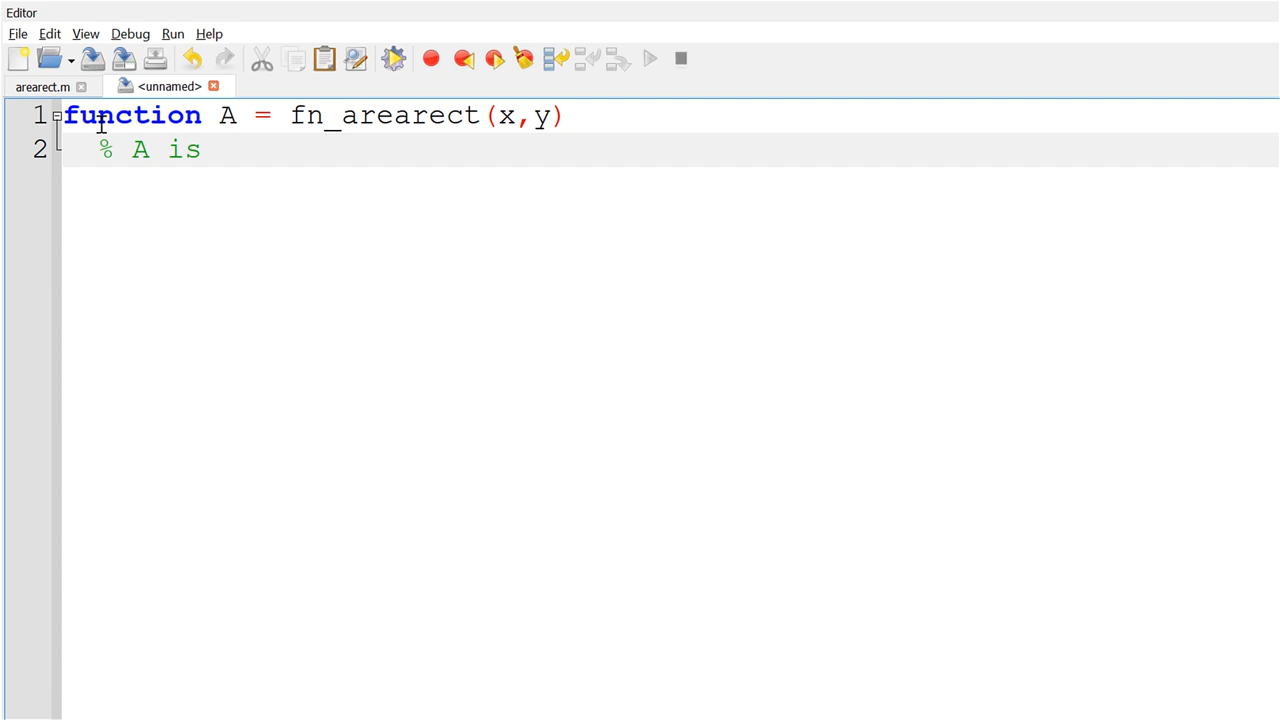 Editor
File Edit View Debug Run Help
arearect.m <unnamed>
1 function A = fn_arearect(x,y)
2 % A is